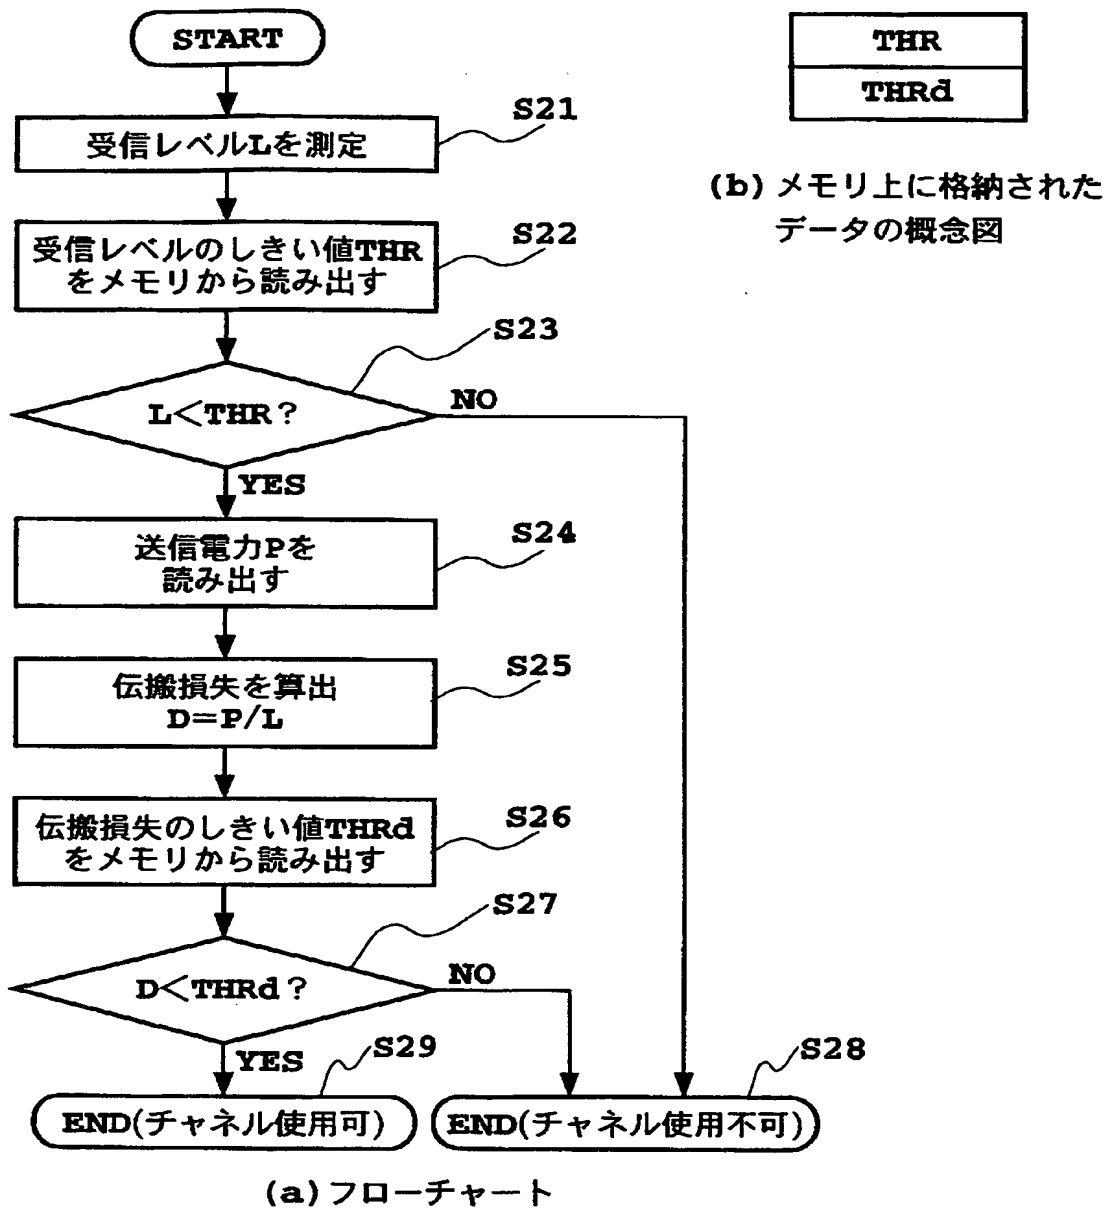 START
S21
受信レベルLを測定
S22
受信レベルのしきい値THR
をメモリから読み出す
S23
L<THR?
NO
YES
S24
送信電力Pを
読み出す
S25
伝搬損失を算出
D=P/L
S26
伝搬損失のしきい値THRd
をメモリから読み出す
S27
D<THRd?
NO
YES
S29
S28
END(チャネル使用可)
END(チャネル使用不可)
(a)フローチャート
THR
THRd
(b)メモリ上に格納された
データの概念図